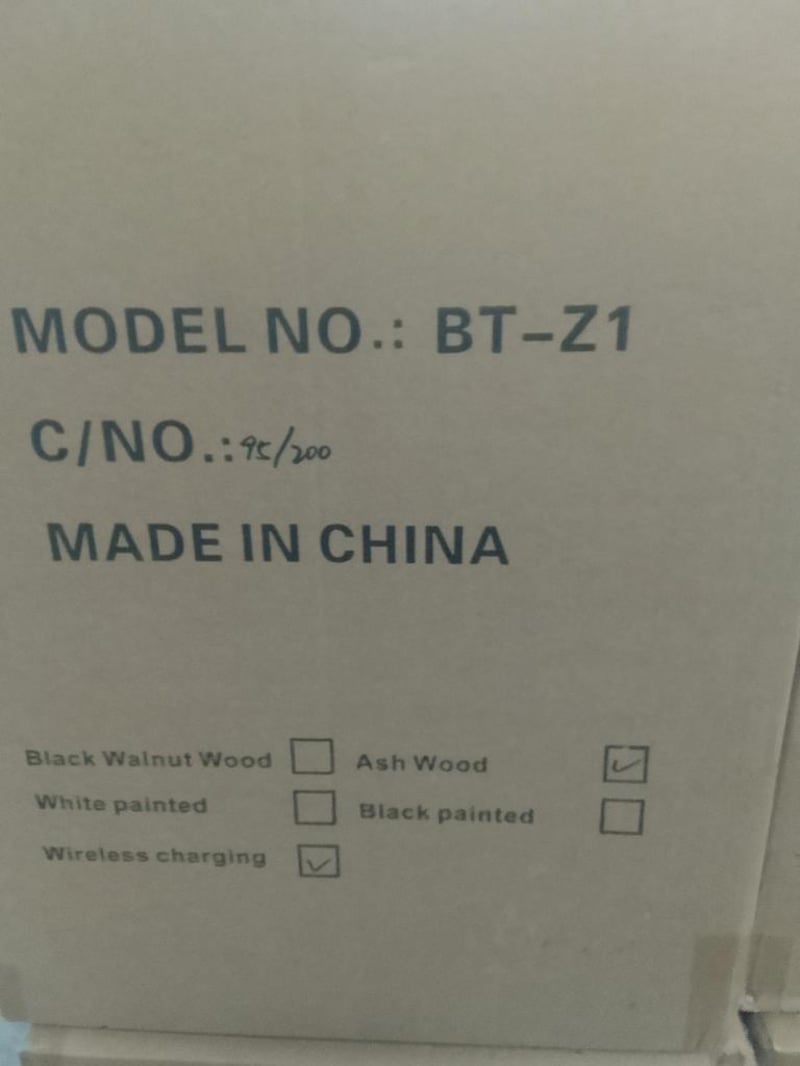 MODEL NO.: BT-Z1
C/NO.: 95/200
MADE IN CHINA
Black Walnut Wood ☐ Ash Wood ☑
White painted ☐ Black painted ☐
Wireless charging ☑